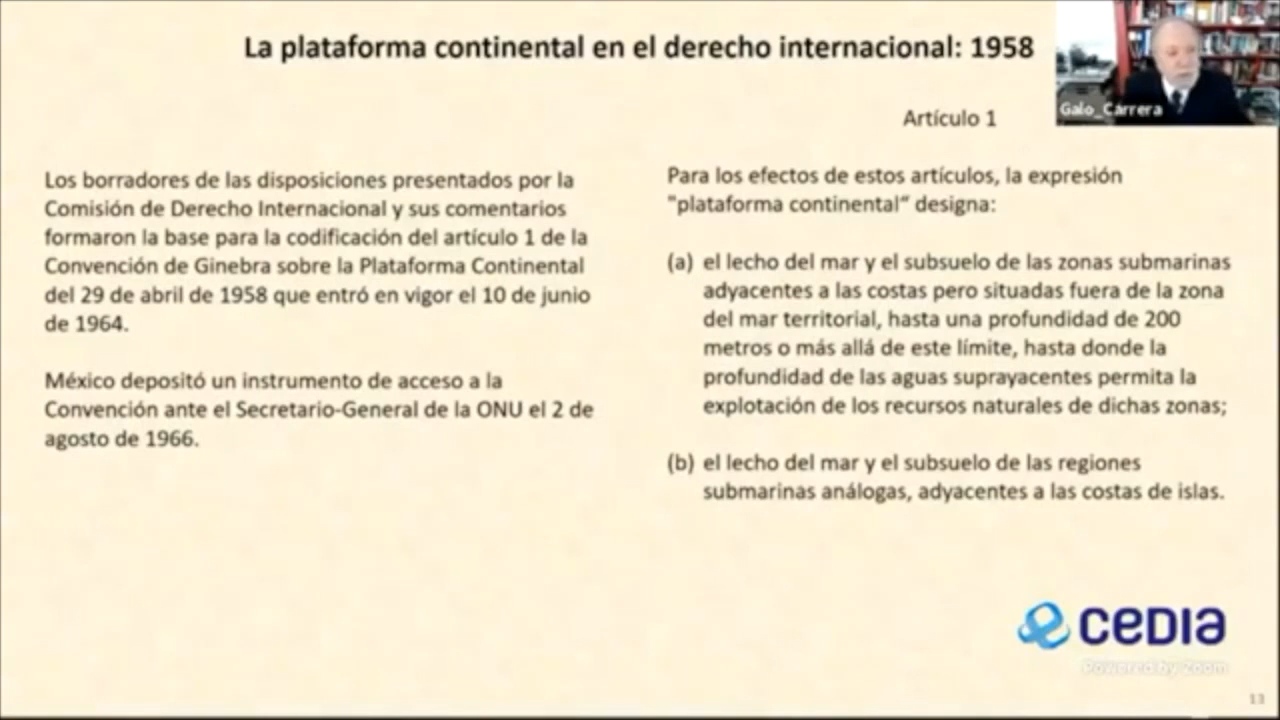 La plataforma continental en el derecho internacional: 1958
Galo_Carrera
Los borradores de las disposiciones presentados por la
Comisión de Derecho Internacional y sus comentarios
formaron la base para la codificación del artículo 1 de la
Convención de Ginebra sobre la Plataforma Continental
del 29 de abril de 1958 que entró en vigor el 10 de junio
de 1964.
México depositó un instrumento de acceso a la
Convención ante el Secretario-General de la ONU el 2 de
agosto de 1966.
Artículo 1
Para los efectos de estos artículos, la expresión
"plataforma continental“ designa:
(a) el lecho del mar y el subsuelo de las zonas submarinas
adyacentes a las costas pero situadas fuera de la zona
del mar territorial, hasta una profundidad de 200
metros o más allá de este límite, hasta donde la
profundidad de las aguas suprayacentes permita la
explotación de los recursos naturales de dichas zonas;
(b) el lecho del mar y el subsuelo de las regiones
submarinas análogas, adyacentes a las costas de islas.
CEDIA
Powered by Zoom
13